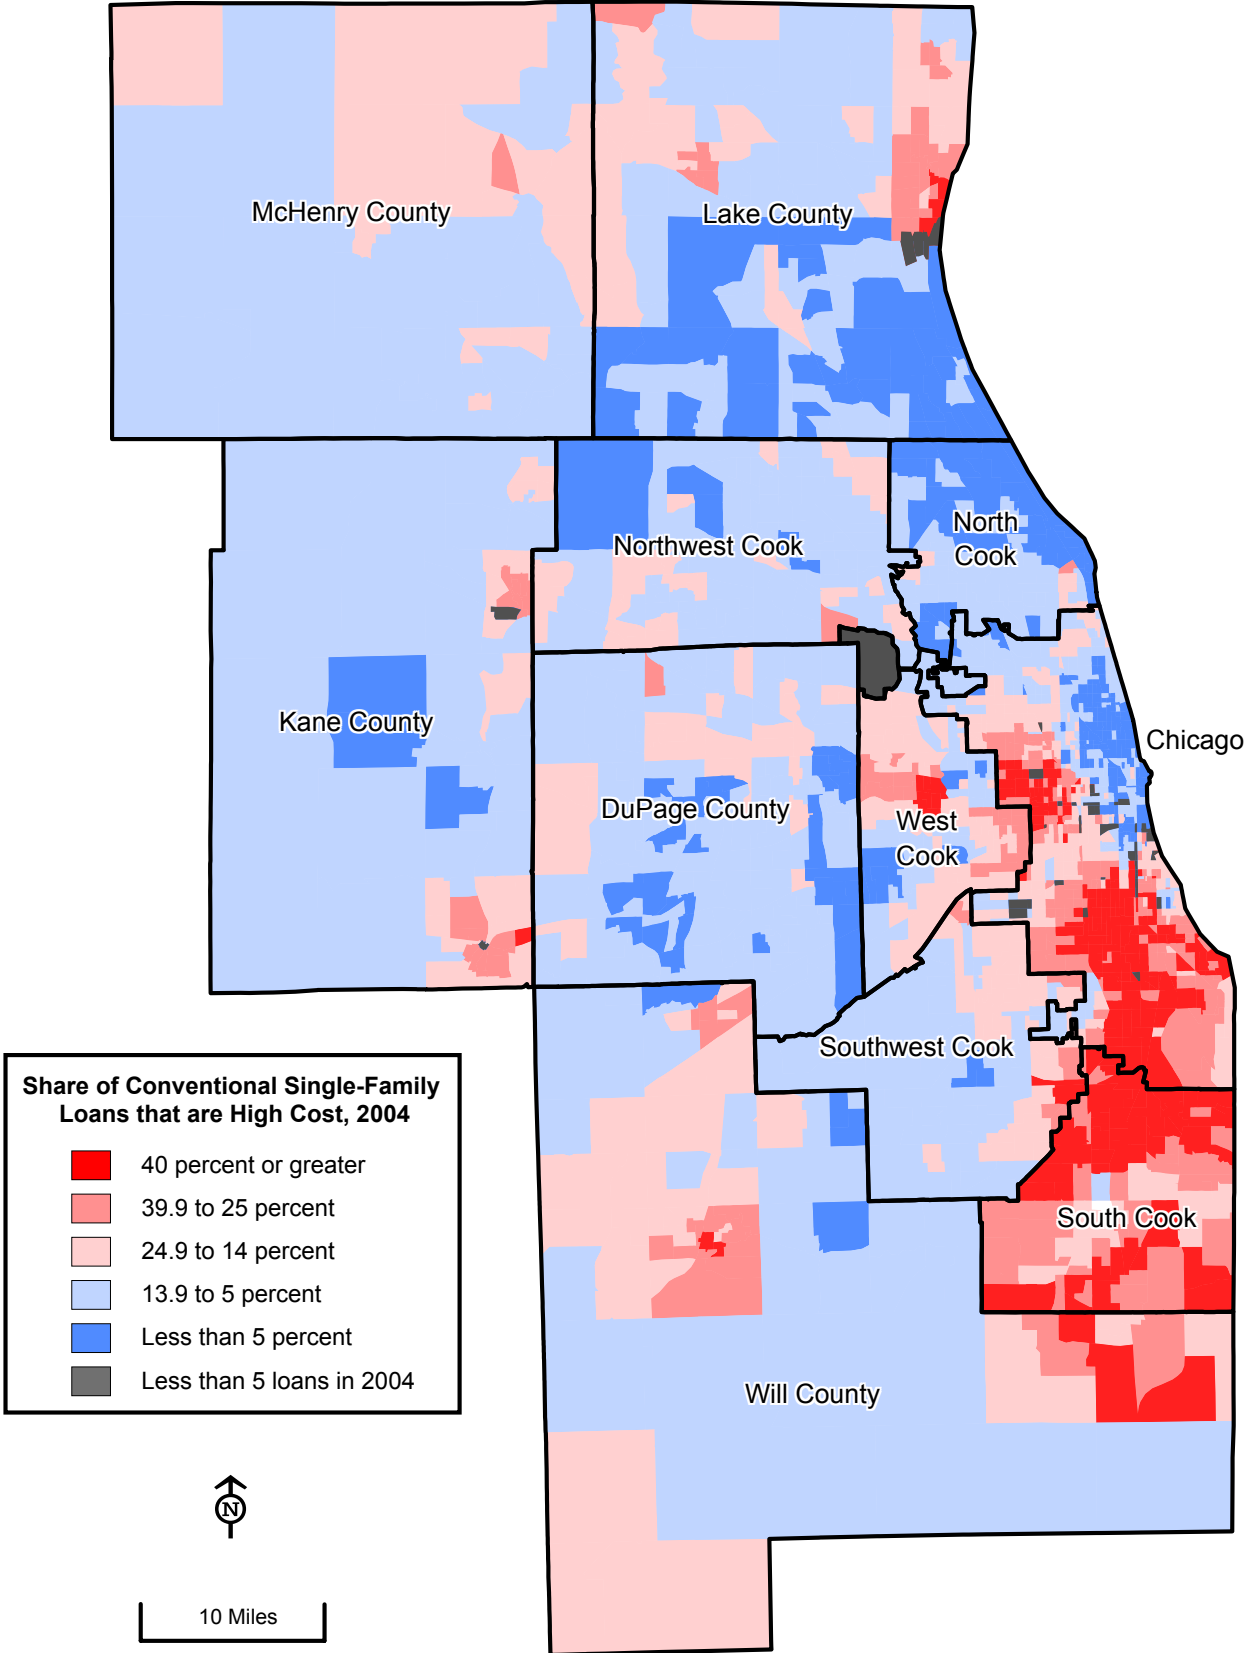 McHenry County
Lake County
North
Cook
Northwest Cook
Kane County
Chicago
DuPage County
West
Cook
Southwest Cook
Share of Conventional Single-Family
Loans that are High Cost, 2004
40 percent or greater
39.9 to 25 percent
24.9 to 14 percent
13.9 to 5 percent
Less than 5 percent
Less than 5 loans in 2004
South Cook
Will County
N
10 Miles